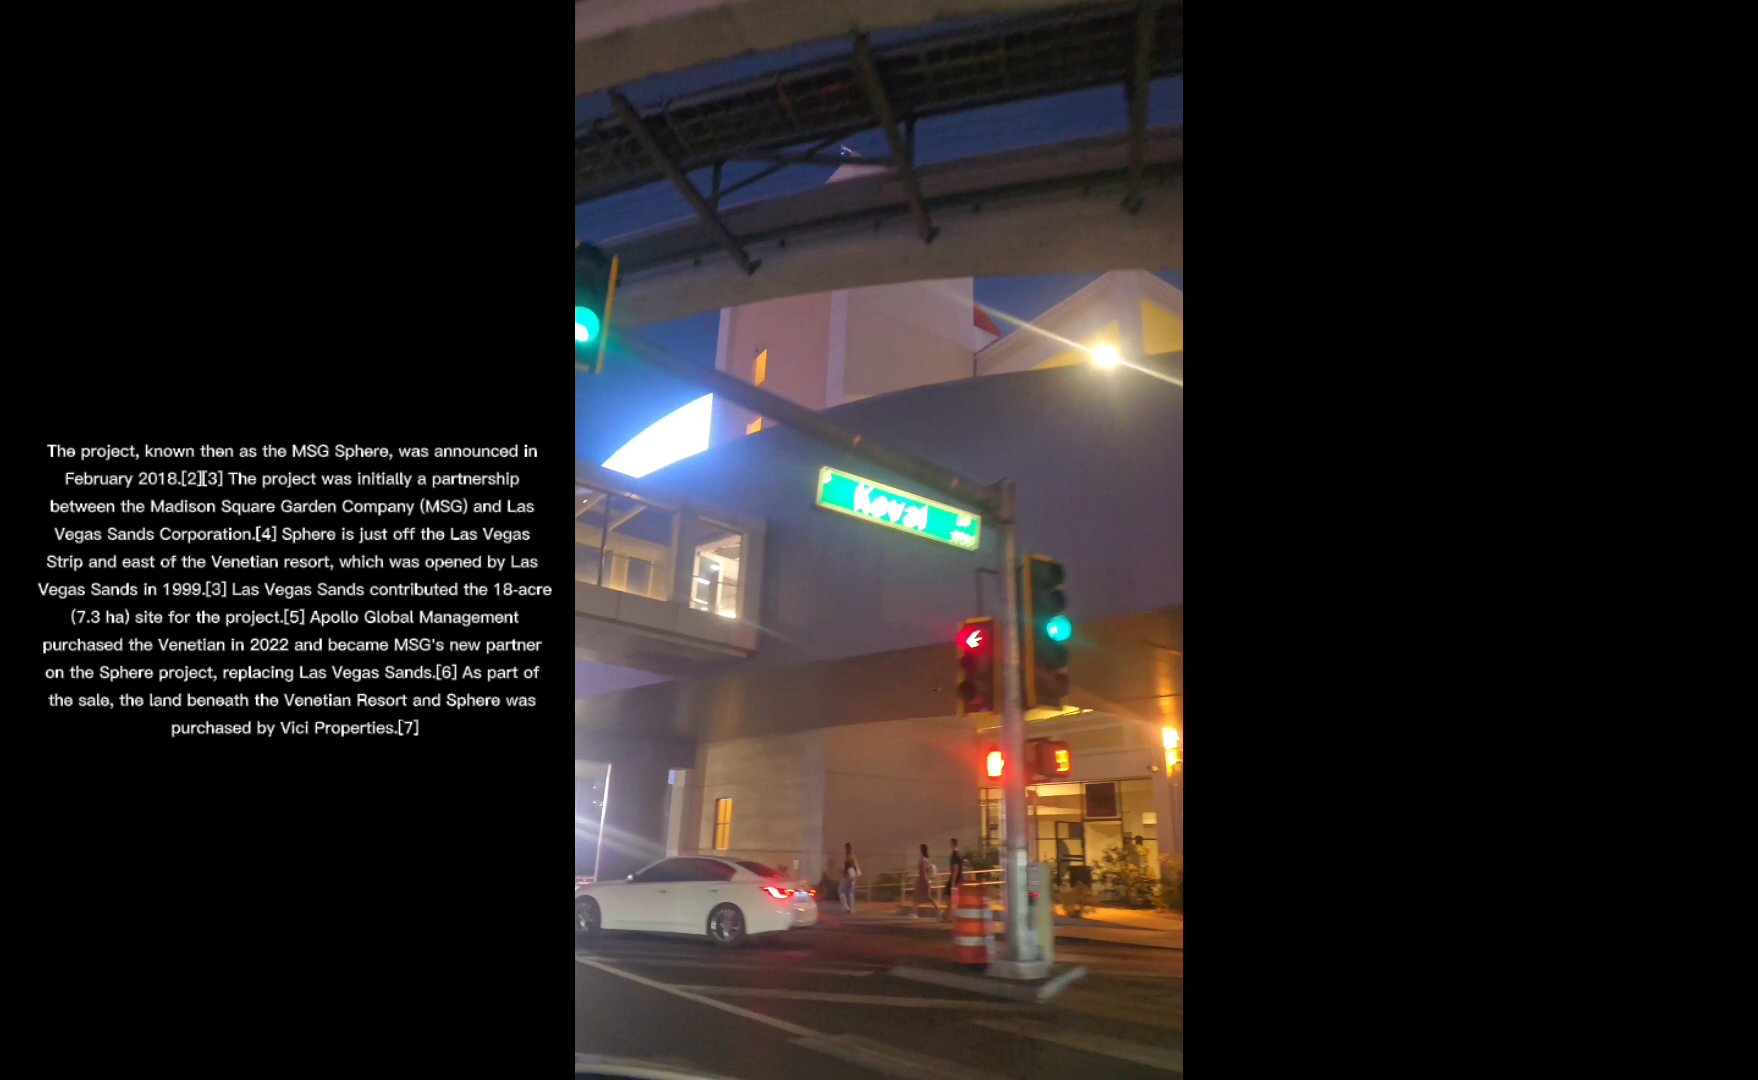 The project, known then as the MSG Sphere, was announced in
February 2018.[2][3] The project was initially a partnership
between the Madison Square Garden Company (MSG) and Las
Vegas Sands Corporation.[4] Sphere is just off the Las Vegas
Strip and east of the Venetian resort, which was opened by Las
Vegas Sands in 1999.[3] Las Vegas Sands contributed the 18-acre
(7.3 ha) site for the project.[5] Apollo Global Management
purchased the Venetian in 2022 and became MSG's new partner
on the Sphere project, replacing Las Vegas Sands.[6] As part of
the sale, the land beneath the Venetian Resort and Sphere was
purchased by Vici Properties.[7]
Koval